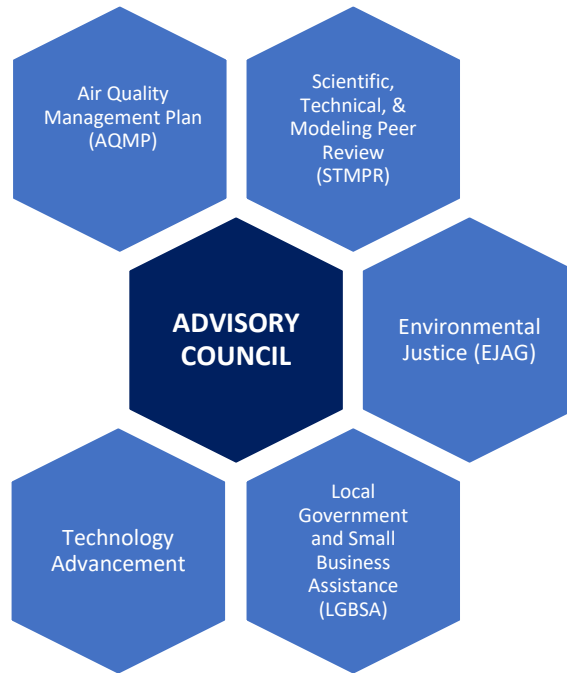 Air Quality
Management Plan
(AQMP)
Scientific,
Technical, &
Modeling Peer
Review
(STMPR)
ADVISORY
COUNCIL
Environmental
Justice (EJAG)
Technology
Advancement
Local
Government
and Small
Business
Assistance
(LGBSA)